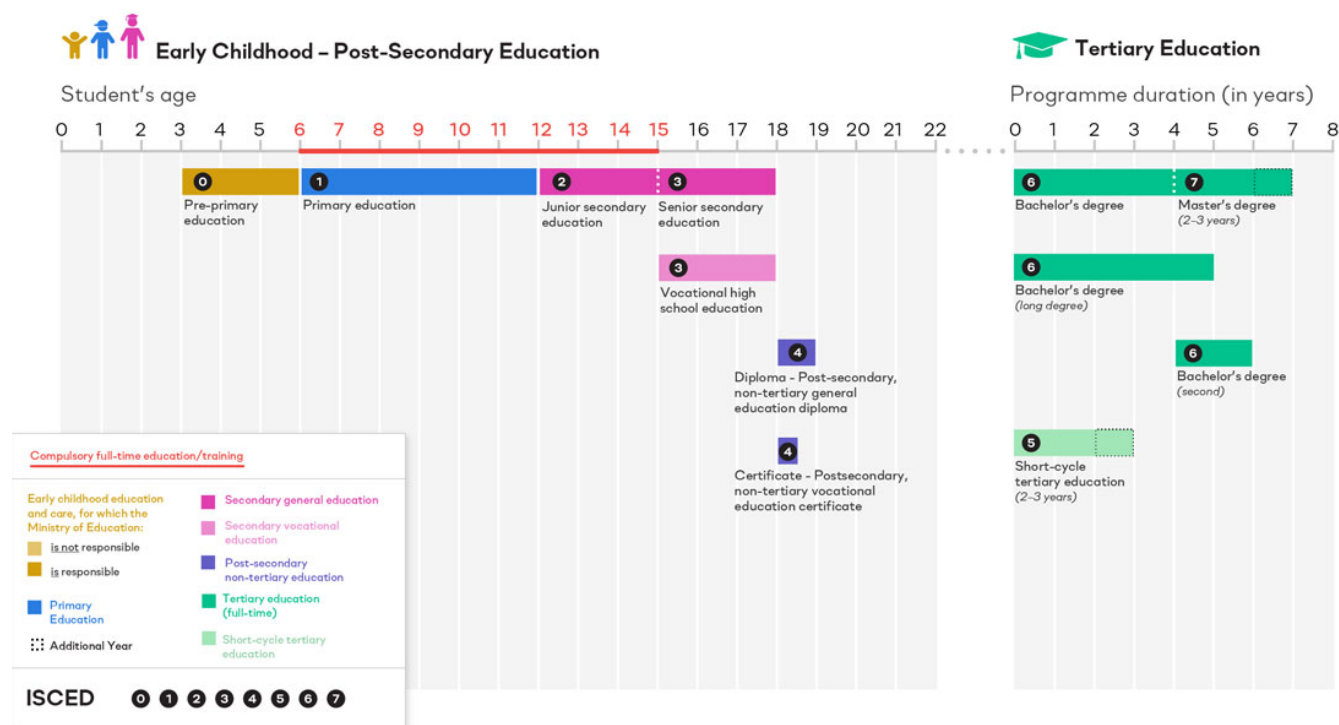 Early Childhood – Post-Secondary Education
Tertiary Education
Student's age
Programme duration (in years)
0 1 2 3 4 5 6 7 8 9 10 11 12 13 14 15 16 17 18 19 20 21 22
0 1 2 3 4 5 6 7 8
0
Pre-primary
education
1
Primary education
2
Junior secondary
education
3
Senior secondary
education
6
Bachelor's degree
7
Master's degree
(2–3 years)
3
Vocational high
school education
6
Bachelor's degree
(long degree)
4
Diploma - Post-secondary,
non-tertiary general
education diploma
6
Bachelor's degree
(second)
4
Certificate - Postsecondary,
non-tertiary vocational
education certificate
5
Short-cycle
tertiary education
(2–3 years)
Compulsory full-time education/training
Early childhood education
and care, for which the
Ministry of Education:
is not responsible
is responsible
Primary
Education
Additional Year
Secondary general education
Secondary vocational
education
Post-secondary
non-tertiary education
Tertiary education
(full-time)
Short-cycle tertiary
education
ISCED 0 1 2 3 4 5 6 7